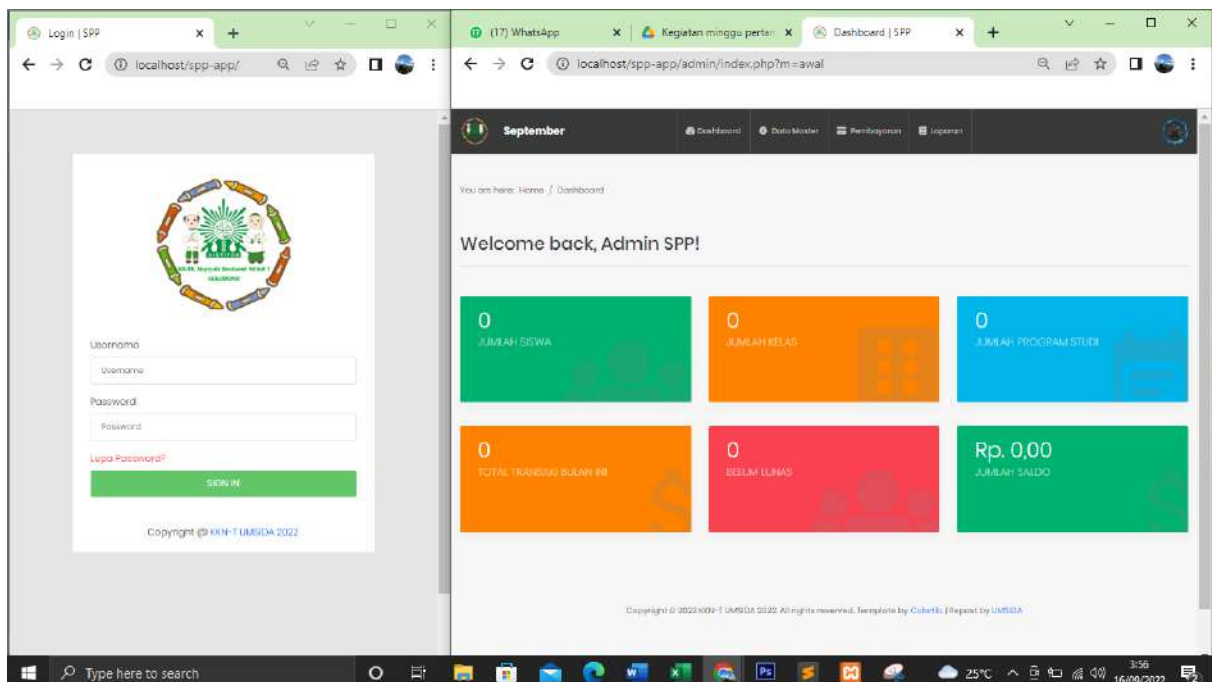 Login | SPP
localhost/spp-app/
Username
Username
Password
Password
Lupa Password?
SIGN IN
Copyright @ KKN-T UMSIDA 2022
(17) WhatsApp
Kegiatan minggu pertan
Dashboard | SPP
localhost/spp-app/admin/index.php?m=awal
September
Dashboard
Data Master
Pembayaran
Laporan
You are here: Home / Dashboard
Welcome back, Admin SPP!
0
JUMLAH SISWA
0
JUMLAH KELAS
0
JUMLAH PROGRAM STUDI
0
TOTAL TRANSAKSI BULAN INI
0
BELUM LUNAS
Rp. 0,00
JUMLAH SALDO
Copyright © 2022 KKN-T UMSIDA 2022. All rights reserved. Template by Colorlib. | Repost by UMSIDA
Type here to search
25°C
3:56
16/09/2022